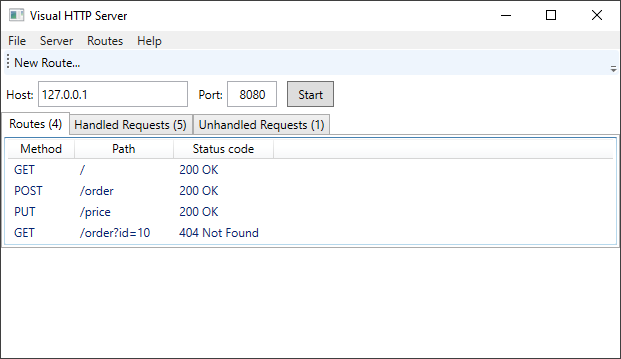 Visual HTTP Server
File Server Routes Help
New Route...
Host: 127.0.0.1 Port: 8080 Start
Routes (4) Handled Requests (5) Unhandled Requests (1)
Method Path Status code
GET / 200 OK
POST /order 200 OK
PUT /price 200 OK
GET /order?id=10 404 Not Found